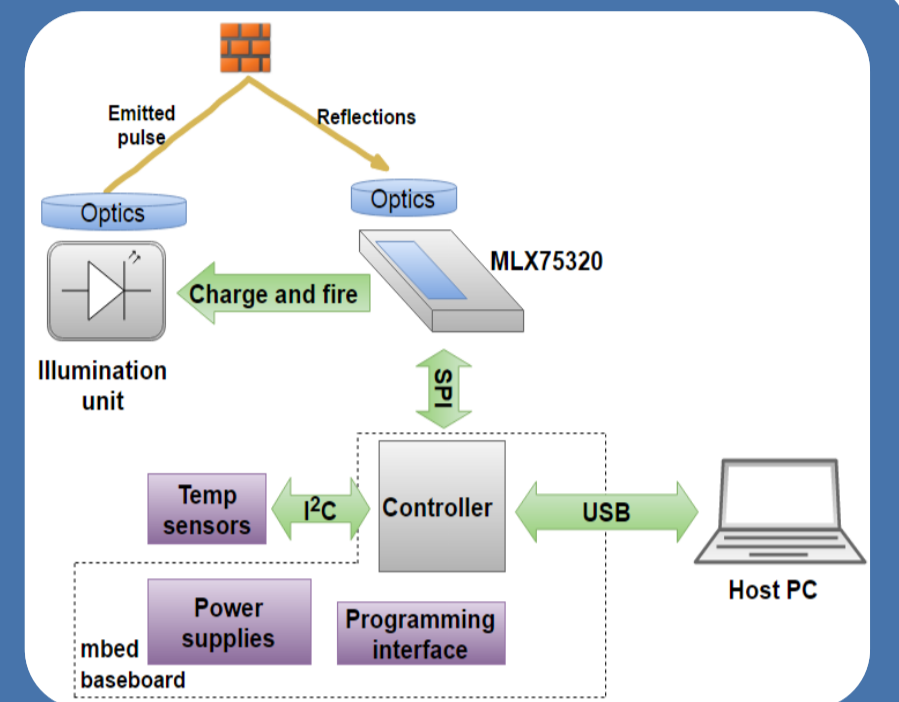 Emitted
pulse
Reflections
Optics
Optics
MLX75320
Charge and fire
Illumination
unit
SPI
Temp
sensors
I²C
Controller
USB
Host PC
Power
supplies
Programming
interface
mbed
baseboard